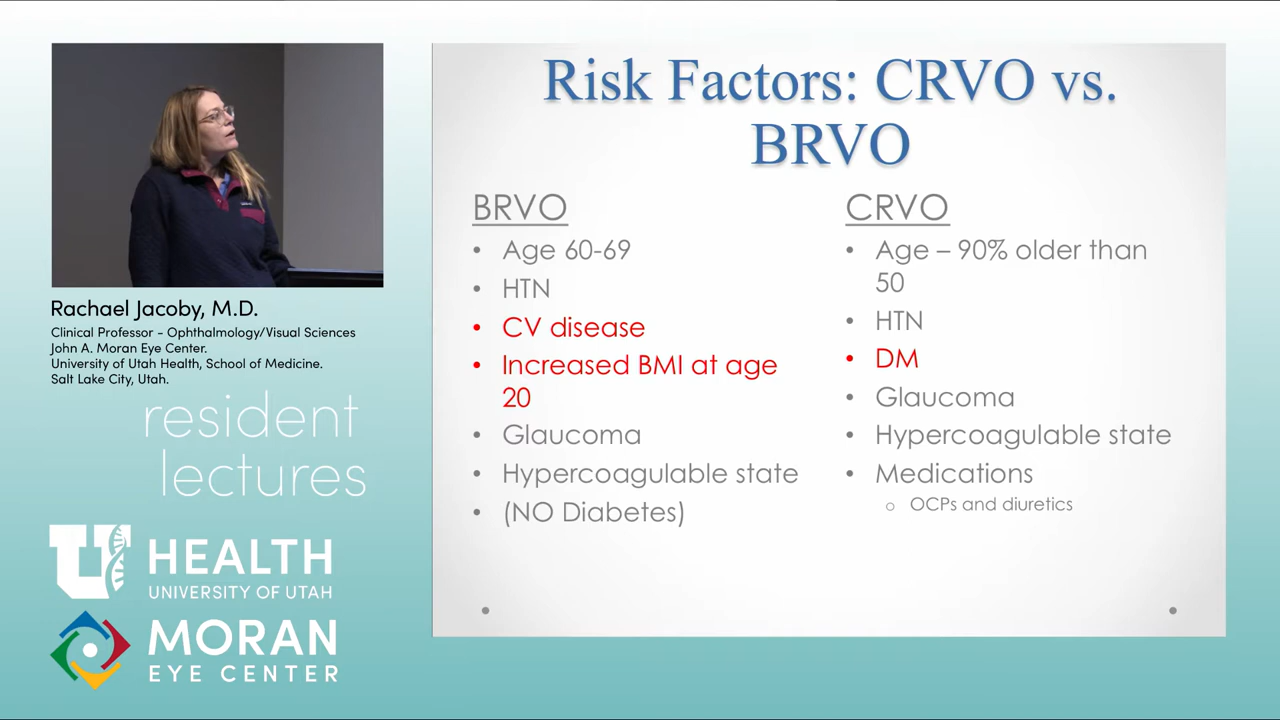 Risk Factors: CRVO vs.
BRVO
BRVO
• Age 60-69
• HTN
• CV disease
• Increased BMI at age
20
• Glaucoma
• Hypercoagulable state
• (NO Diabetes)
CRVO
• Age – 90% older than
50
• HTN
• DM
• Glaucoma
• Hypercoagulable state
• Medications
○ OCPs and diuretics
Rachael Jacoby, M.D.
Clinical Professor - Ophthalmology/Visual Sciences
John A. Moran Eye Center.
University of Utah Health, School of Medicine.
Salt Lake City, Utah.
resident
lectures
U HEALTH
UNIVERSITY OF UTAH
MORAN
EYE CENTER